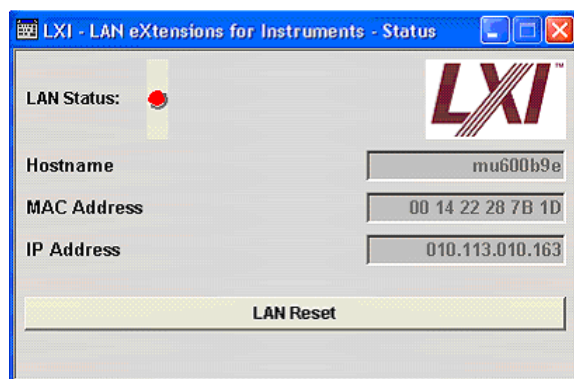 LXI - LAN eXtensions for Instruments - Status
LAN Status:
LXI™
Hostname
mu600b9e
MAC Address
00 14 22 28 7B 1D
IP Address
010.113.010.163
LAN Reset